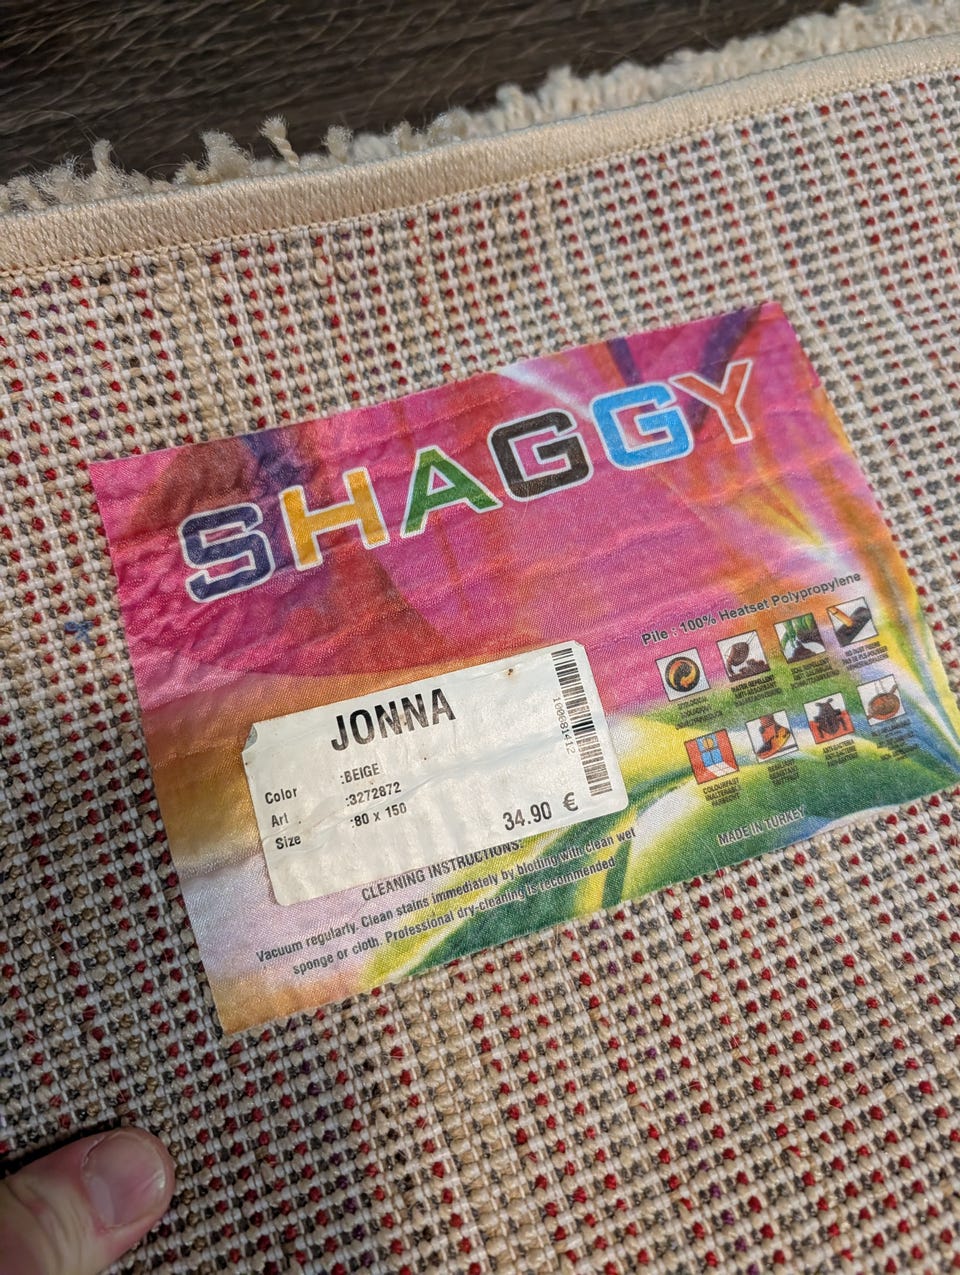 SHAGGY
Pile : 100% Heatset Polypropylene
JONNA
Color :BEIGE
Art. :3272872
Size :80 x 150
34.90 €
100081412
COLOURFAST
MADE IN TURKEY
CLEANING INSTRUCTIONS:
Vacuum regularly. Clean stains immediately by blotting with clean wet
sponge or cloth. Professional dry-cleaning is recommended